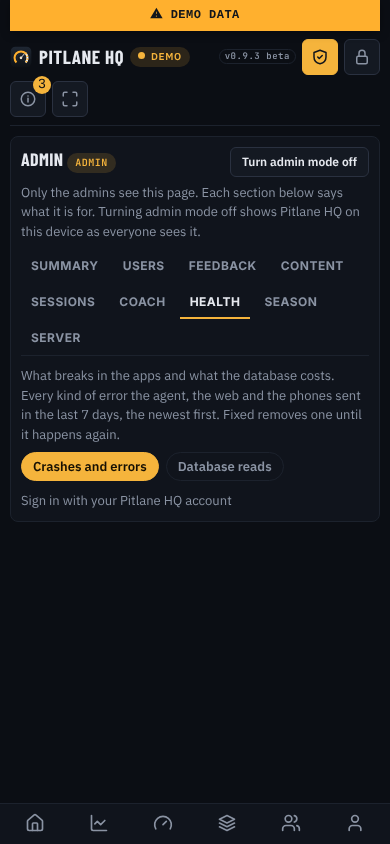 DEMO DATA
PITLANE HQ DEMO v0.9.3 beta
3
ADMIN ADMIN Turn admin mode off
Only the admins see this page. Each section below says
what it is for. Turning admin mode off shows Pitlane HQ on
this device as everyone sees it.
SUMMARY USERS FEEDBACK CONTENT
SESSIONS COACH HEALTH SEASON
SERVER
What breaks in the apps and what the database costs.
Every kind of error the agent, the web and the phones sent
in the last 7 days, the newest first. Fixed removes one until
it happens again.
Crashes and errors Database reads
Sign in with your Pitlane HQ account